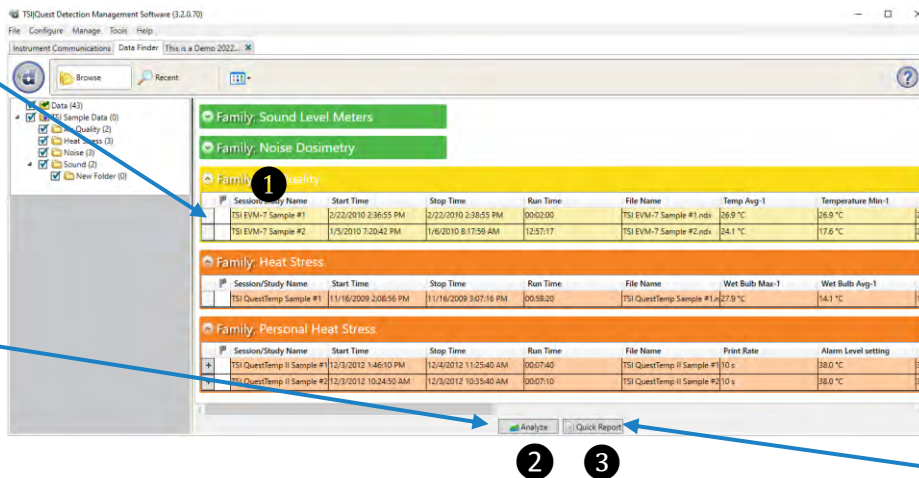 TSI|Quest Detection Management Software (3.2.0.70)
File Configure Manage Tools Help
Instrument Communications Data Finder This is a Demo 2022...
Browse Recent
Data (43)
TSI Sample Data (0)
Quality (2)
Heat Stress (3)
Noise (3)
Sound (2)
New Folder (0)
Family: Sound Level Meters
Family: Noise Dosimetry
1
Session/Study Name Start Time Stop Time Run Time File Name Temp Avg-1 Temperature Min-1
TSI EVM-7 Sample #1 2/22/2010 2:36:55 PM 2/22/2010 2:38:55 PM 00:02:00 TSI EVM-7 Sample #1.ndx 26.9 °C 26.9 °C
TSI EVM-7 Sample #2 1/5/2010 7:20:42 PM 1/6/2010 8:17:59 AM 12:57:17 TSI EVM-7 Sample #2.ndx 24.1 °C 17.6 °C
Family: Heat Stress
Session/Study Name Start Time Stop Time Run Time File Name Wet Bulb Max-1 Wet Bulb Avg-1
TSI QuestTemp Sample #1 11/16/2009 2:08:56 PM 11/16/2009 3:07:16 PM 00:58:20 TSI QuestTemp Sample #1.n 27.9 °C 14.1 °C
Family: Personal Heat Stress
Session/Study Name Start Time Stop Time Run Time File Name Print Rate Alarm Level setting
TSI QuestTemp II Sample #1 12/3/2012 1:46:10 PM 12/4/2012 11:25:40 AM 00:07:40 TSI QuestTemp II Sample #1 10 s 38.0 °C
TSI QuestTemp II Sample #2 12/3/2012 10:24:50 AM 12/3/2012 10:35:40 AM 00:07:10 TSI QuestTemp II Sample #2 10 s 38.0 °C
Analyze Quick Report
2 3